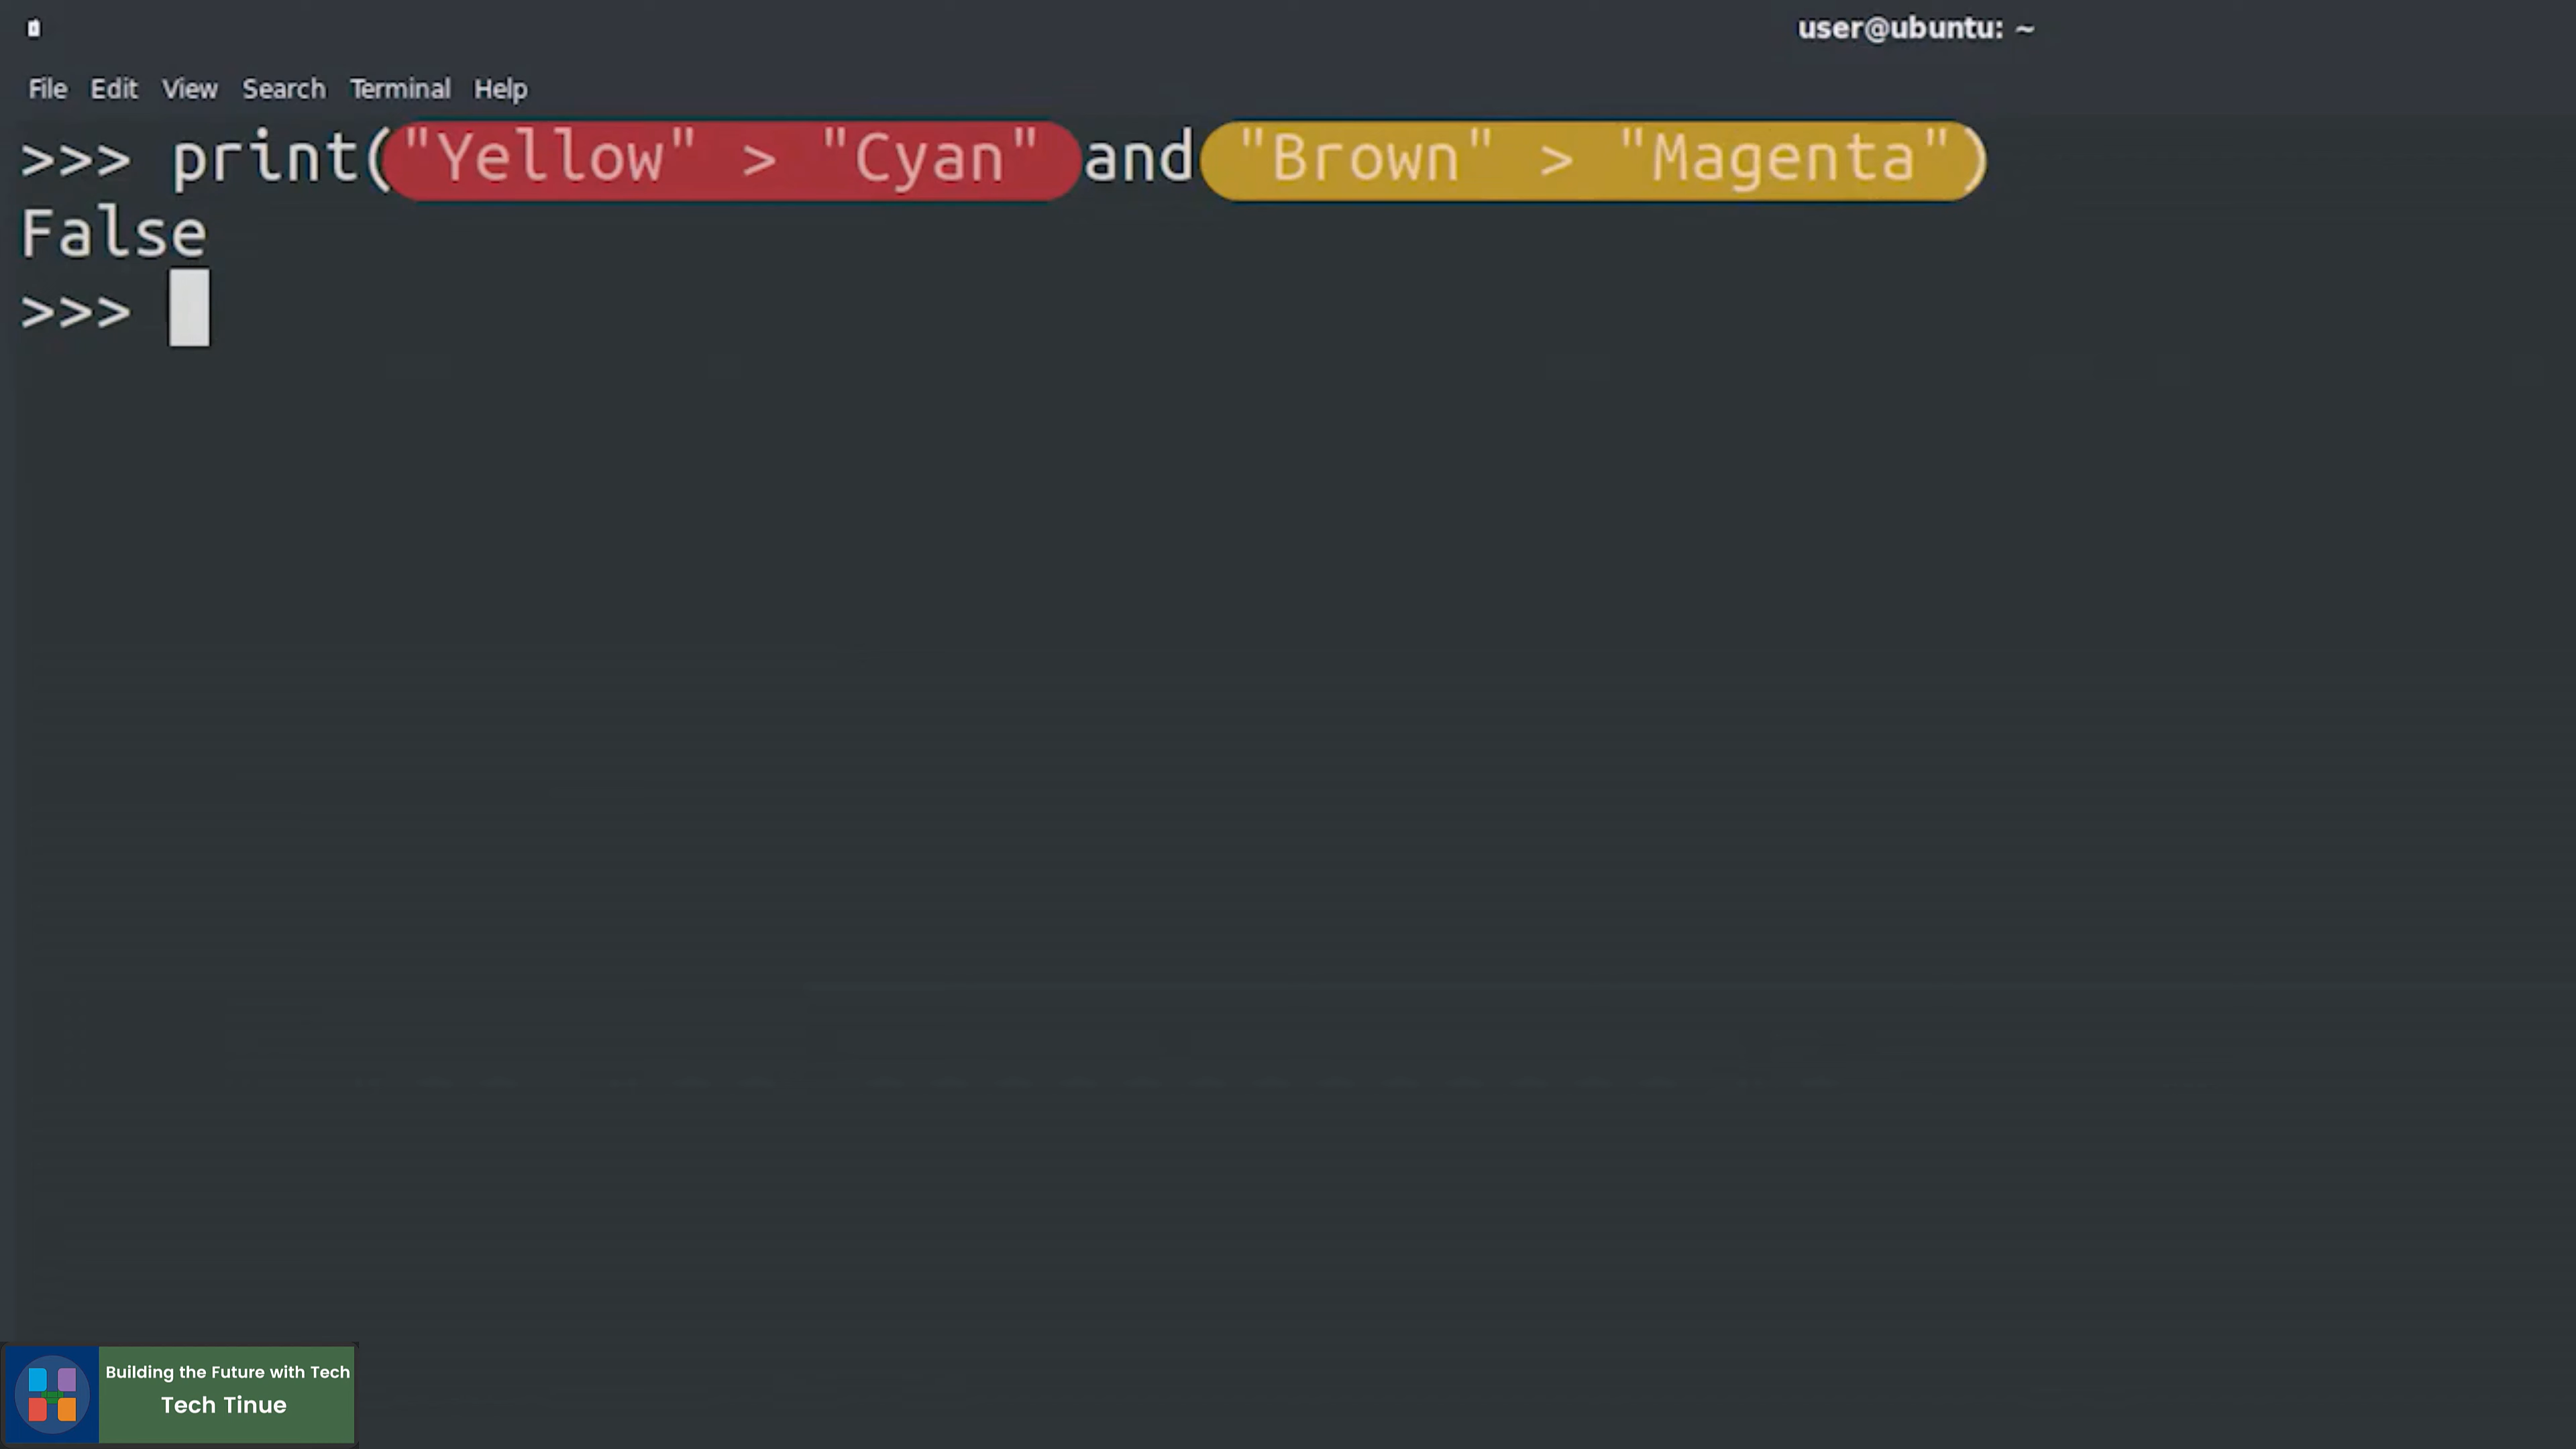 user@ubuntu: ~
File Edit View Search Terminal Help
>>> print("Yellow" > "Cyan" and "Brown" > "Magenta")
False
>>>
Building the Future with Tech
Tech Tinue